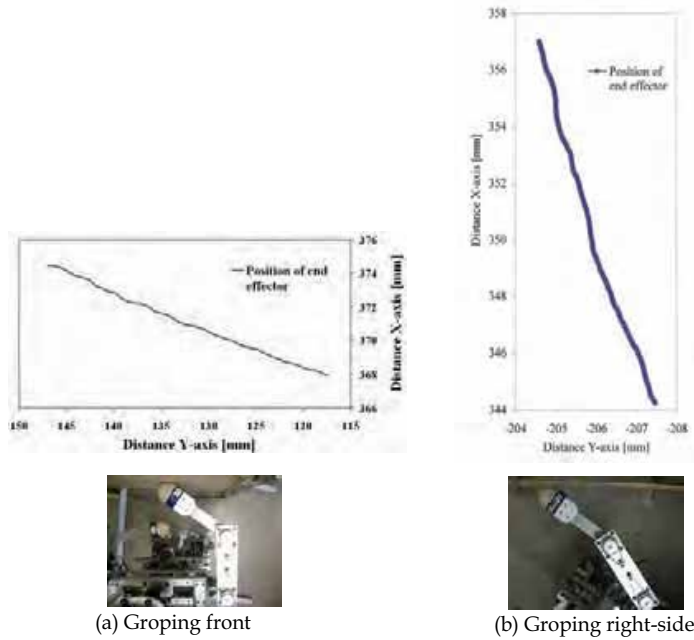 376
374
372
370
368
366
Distance X-axis [mm]
Position of end
effector
150
145
140
135
130
125
120
115
Distance Y-axis [mm]
358
356
354
352
350
348
346
344
Distance X-axis [mm]
Position of
end effector
-204
-205
-206
-207
-208
Distance Y-axis [mm]
(a) Groping front
(b) Groping right-side